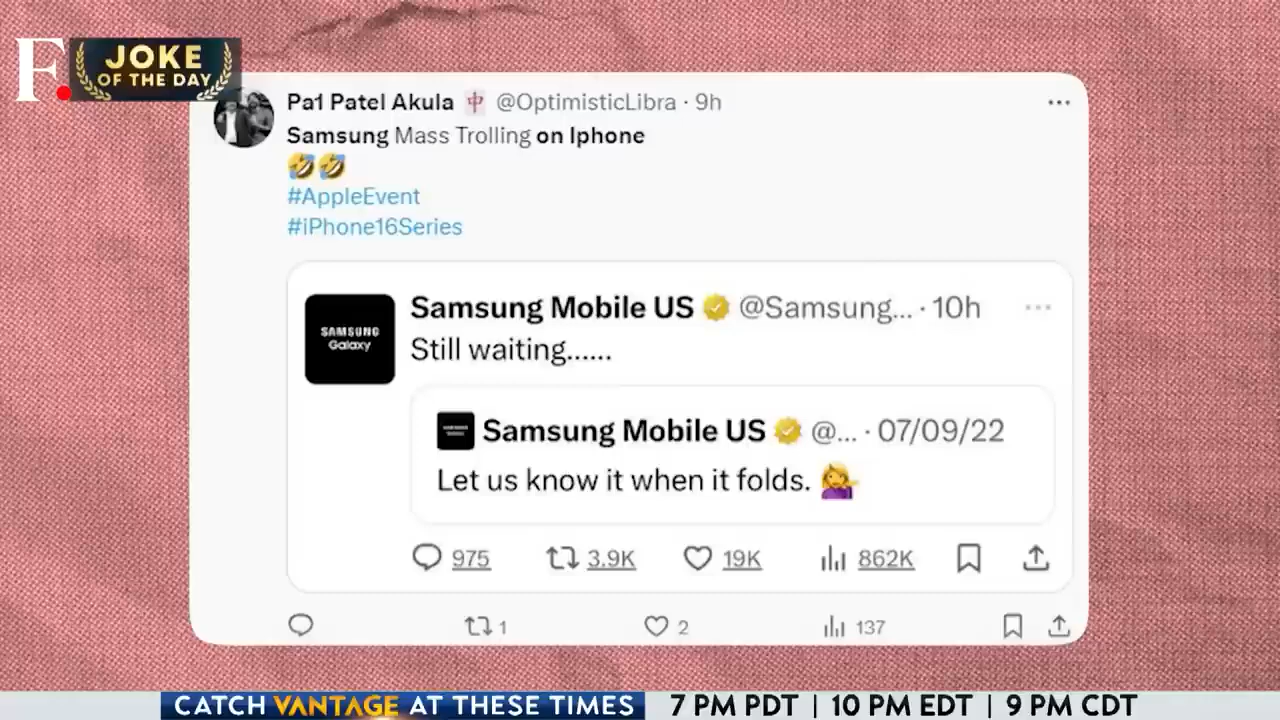 F.
JOKE
OF THE DAY
Pa1 Patel Akula 🀄 @OptimisticLibra · 9h
Samsung Mass Trolling on Iphone
🤣🤣
#AppleEvent
#iPhone16Series
SAMSUNG
Galaxy
Samsung Mobile US @Samsung... · 10h
Still waiting......
Samsung Mobile US @... · 07/09/22
Let us know it when it folds. 💁‍♀️
975 3.9K 19K 862K
1 2 137
CATCH VANTAGE AT THESE TIMES 7 PM PDT | 10 PM EDT | 9 PM CDT